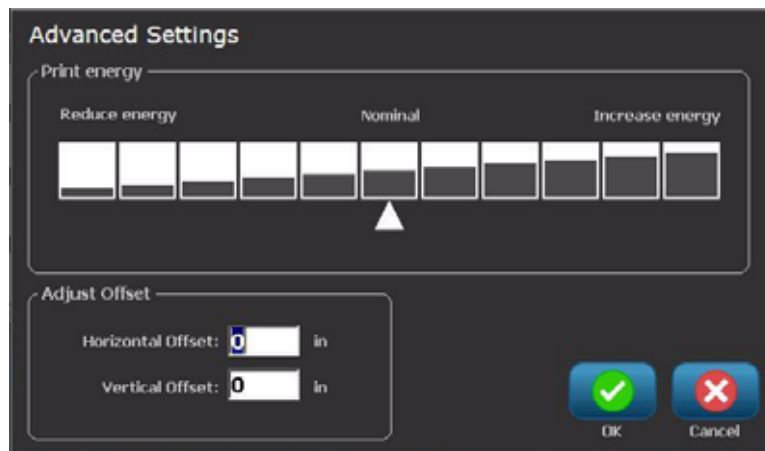 Advanced Settings
Print energy
Reduce energy Nominal Increase energy
Adjust Offset
Horizontal Offset: 0 in
Vertical Offset: 0 in
OK Cancel